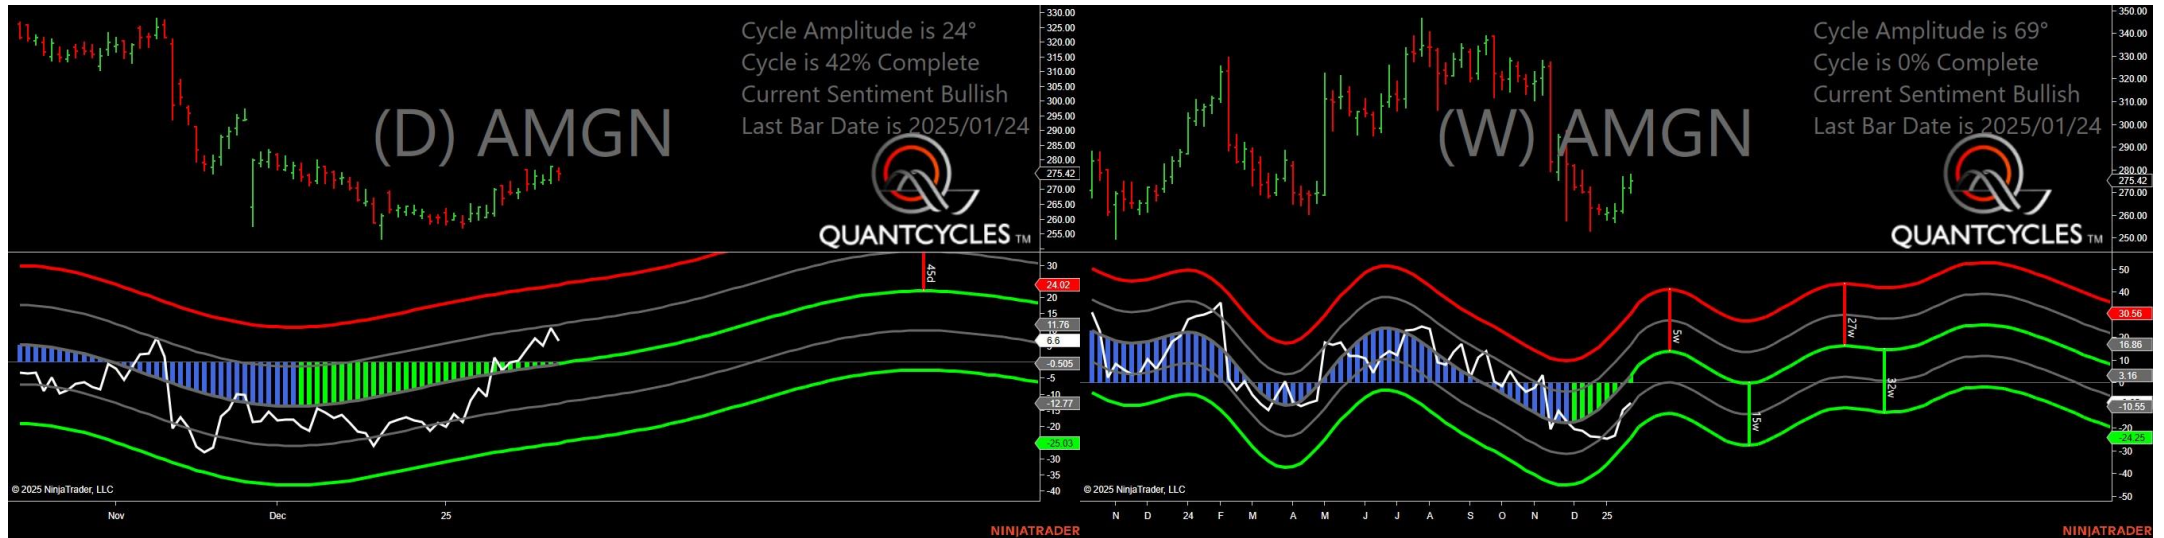 Cycle Amplitude is 24°
Cycle is 42% Complete
Current Sentiment Bullish
Last Bar Date is 2025/01/24
(D) AMGN
QUANTCYCLES TM
330.00
325.00
320.00
315.00
310.00
305.00
300.00
295.00
290.00
285.00
280.00
275.42
270.00
265.00
260.00
255.00
45d
30
24.02
20
15
11.76
6.6
-0.505
-5
-10
-12.77
-15
-20
-25.03
-30
-35
-40
© 2025 NinjaTrader, LLC
Nov
Dec
25
NINJATRADER
Cycle Amplitude is 69°
Cycle is 0% Complete
Current Sentiment Bullish
Last Bar Date is 2025/01/24
(W) AMGN
QUANTCYCLES TM
350.00
340.00
330.00
320.00
310.00
300.00
290.00
280.00
275.42
270.00
260.00
250.00
5w
15w
27w
32w
50
40
30.56
20
16.86
10
3.16
0
-10.55
-20
-24.25
-30
-40
-50
© 2025 NinjaTrader, LLC
N D 24 F M A M J J A S O N D 25
NINJATRADER